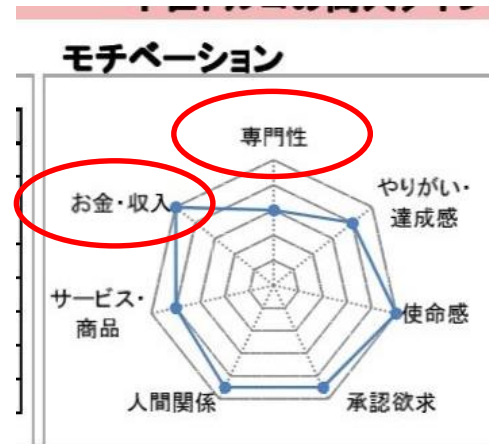 モチベーション
専門性
やりがい・
達成感
使命感
承認欲求
人間関係
サービス・
商品
お金・収入